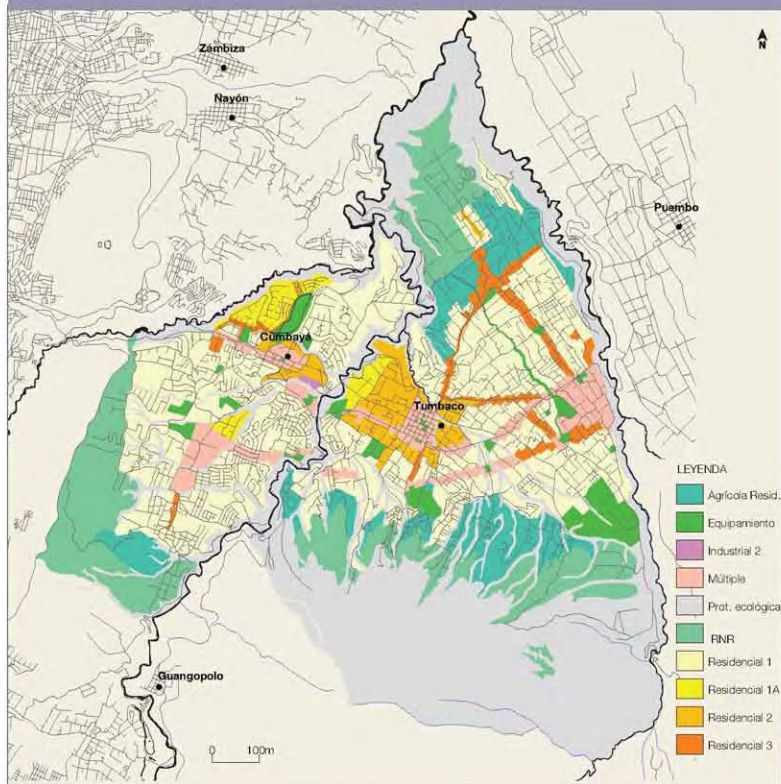 Zámbiza
N
Nayón
Puembo
Cumbayá
Tumbaco
LEYENDA
Agrícola Resid.
Equipamiento
Industrial 2
Múltiple
Prot. ecológica
RNR
Residencial 1
Residencial 1A
Residencial 2
Residencial 3
Guangopolo
0 100m